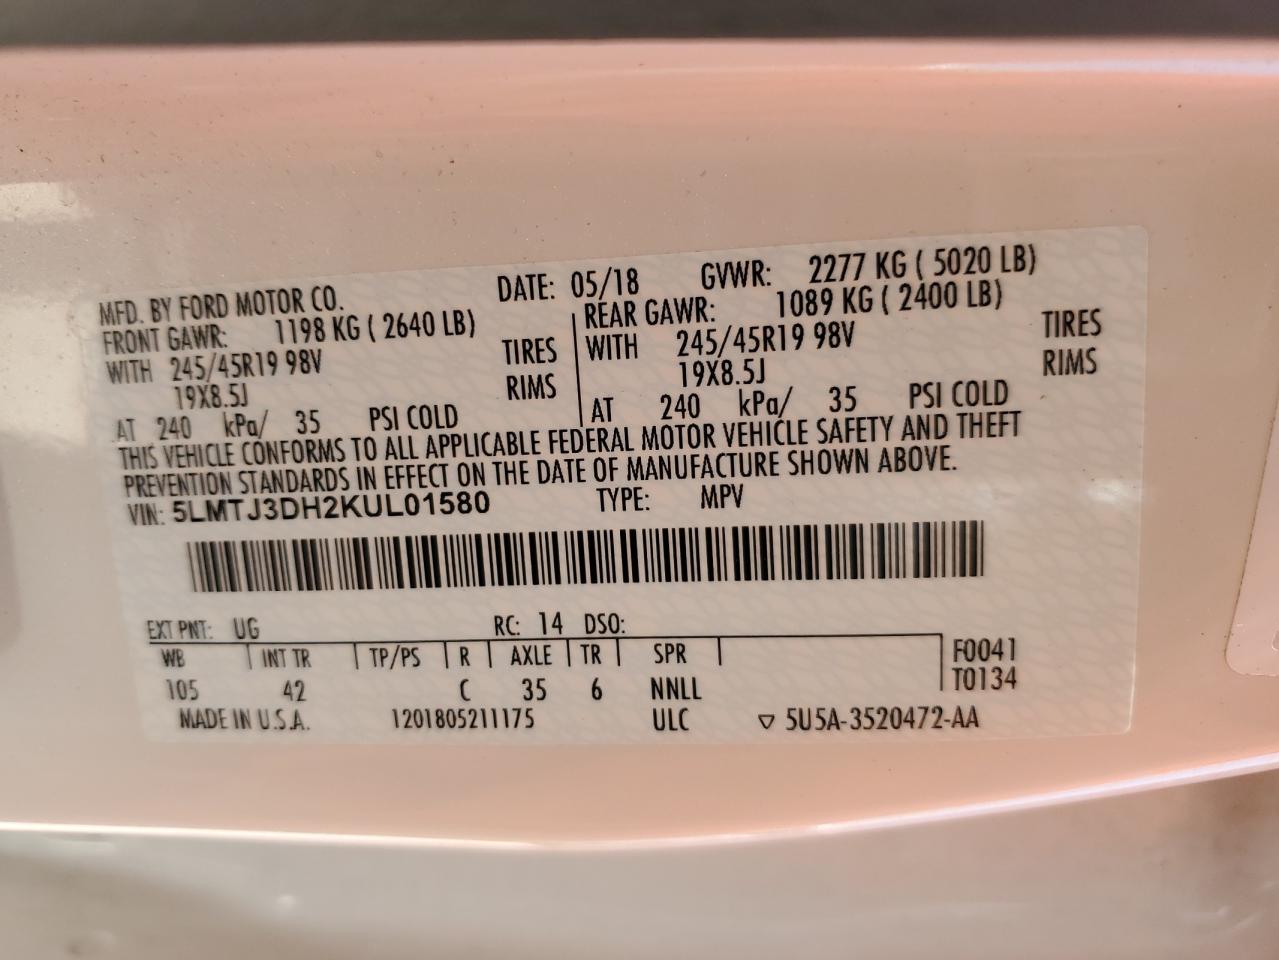 MFD. BY FORD MOTOR CO. DATE: 05/18 GVWR: 2277 KG ( 5020 LB)
FRONT GAWR: 1198 KG ( 2640 LB) REAR GAWR: 1089 KG ( 2400 LB)
WITH 245/45R19 98V TIRES WITH 245/45R19 98V TIRES
19X8.5J RIMS 19X8.5J RIMS
AT 240 kPa/ 35 PSI COLD AT 240 kPa/ 35 PSI COLD
THIS VEHICLE CONFORMS TO ALL APPLICABLE FEDERAL MOTOR VEHICLE SAFETY AND THEFT
PREVENTION STANDARDS IN EFFECT ON THE DATE OF MANUFACTURE SHOWN ABOVE.
VIN: 5LMTJ3DH2KUL01580 TYPE: MPV
EXT PNT: UG RC: 14 DSO:
WB INT TR TP/PS R AXLE TR SPR F0041
105 42 C 35 6 NNLL T0134
MADE IN U.S.A. 1201805211175 ULC ▽ 5U5A-3520472-AA